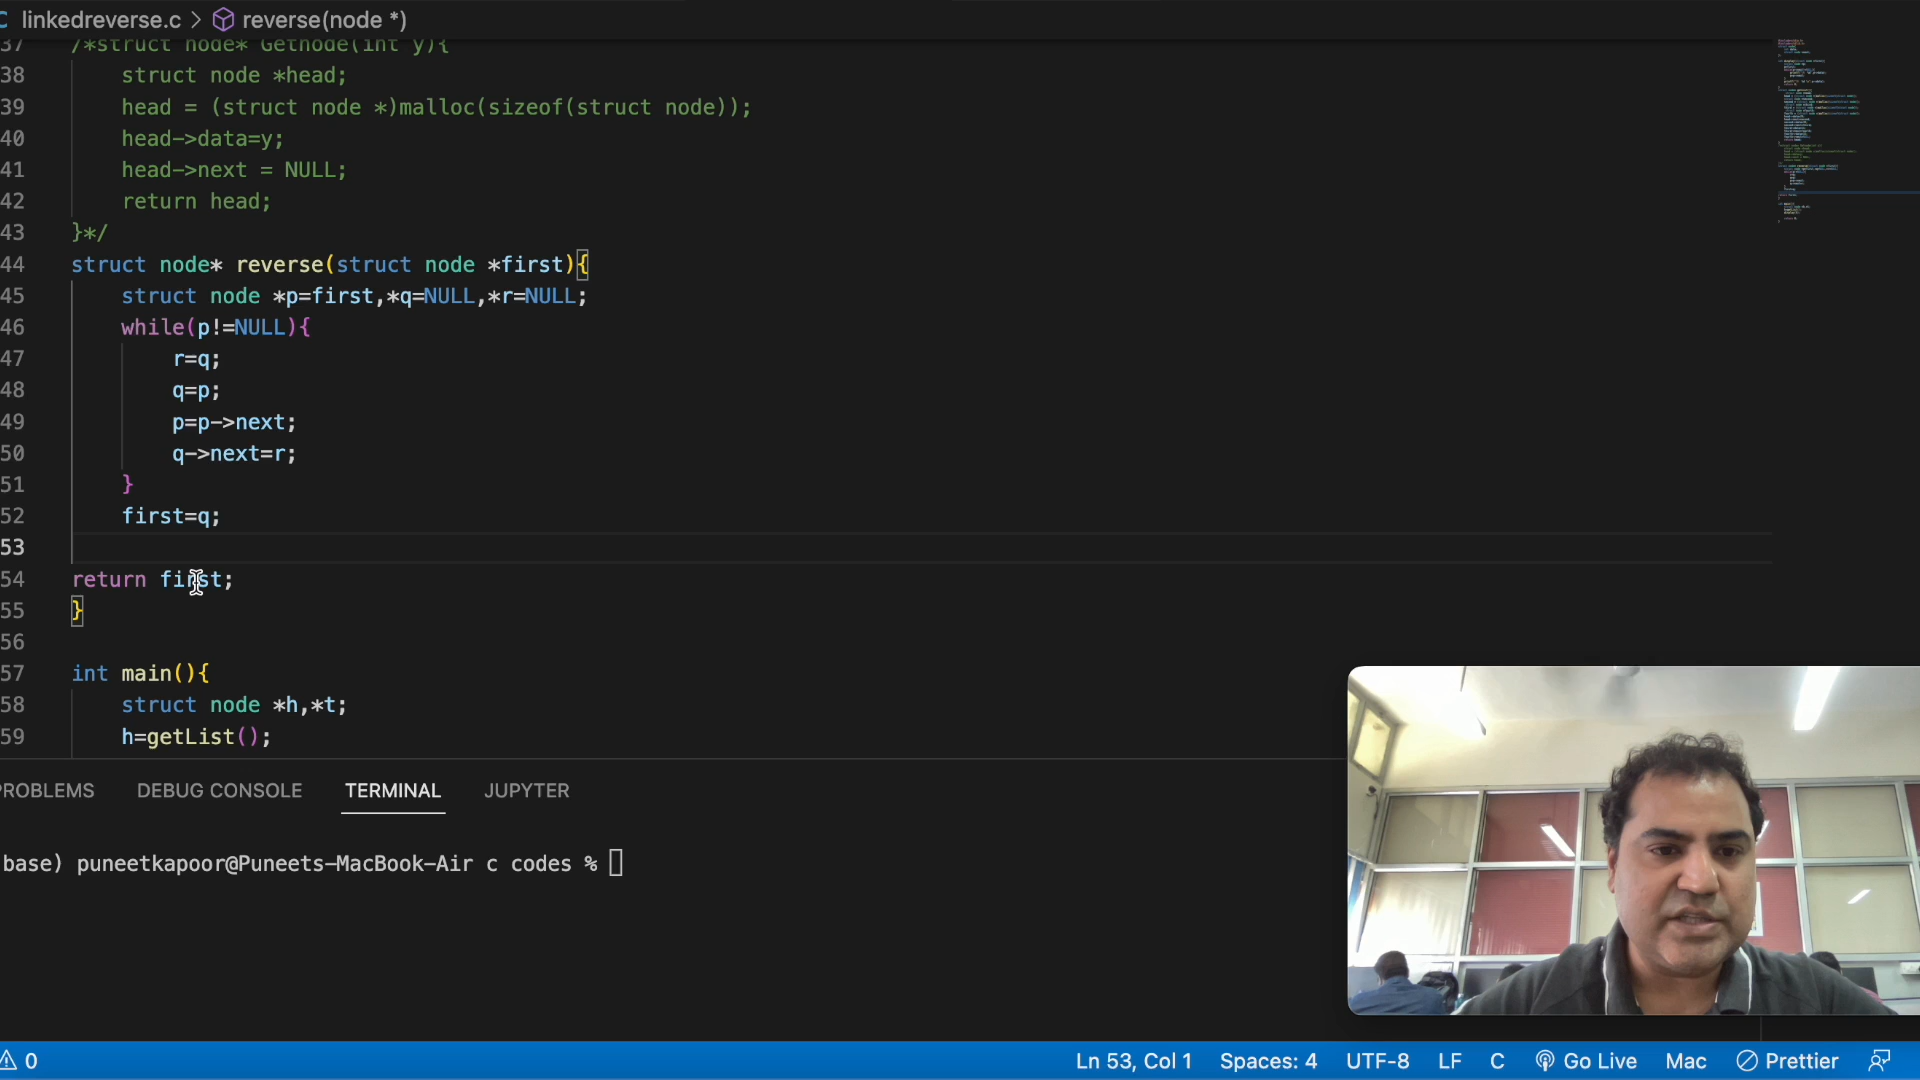 linkedreverse.c > reverse(node *)
37 /*struct node* Getnode(int y){
38 struct node *head;
39 head = (struct node *)malloc(sizeof(struct node));
40 head->data=y;
41 head->next = NULL;
42 return head;
43 }*/
44 struct node* reverse(struct node *first){
45 struct node *p=first,*q=NULL,*r=NULL;
46 while(p!=NULL){
47 r=q;
48 q=p;
49 p=p->next;
50 q->next=r;
51 }
52 first=q;
53
54 return first;
55 }
56
57 int main(){
58 struct node *h,*t;
59 h=getList();
ROBLEMS DEBUG CONSOLE TERMINAL JUPYTER
base) puneetkapoor@Puneets-MacBook-Air c codes %
0 Ln 53, Col 1 Spaces: 4 UTF-8 LF C Go Live Mac Prettier